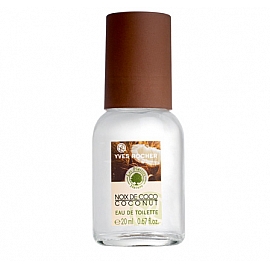 YVES ROCHER
NOIX DE COCO
COCONUT
EAU DE TOILETTE
℮20 ml. 0.67 fl.oz.